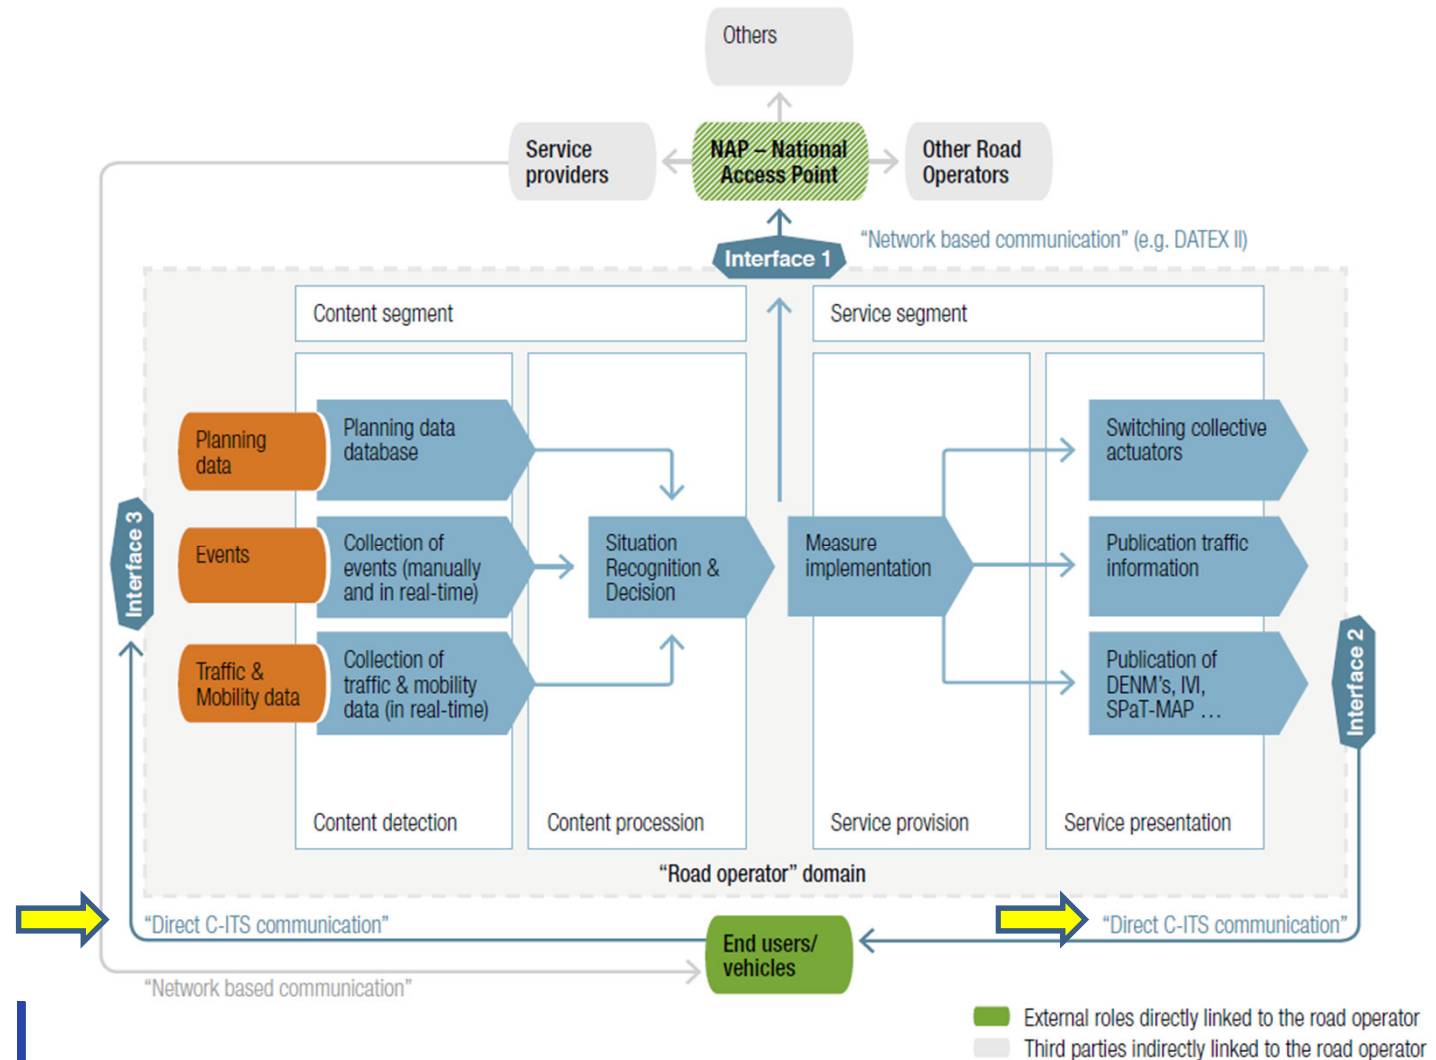 Others
Service
providers
NAP – National
Access Point
Other Road
Operators
“Network based communication” (e.g. DATEX II)
Interface 1
Content segment
Service segment
Planning
data
Planning data
database
Switching collective
actuators
Interface 3
Events
Collection of
events (manually
and in real-time)
Situation
Recognition &
Decision
Measure
implementation
Publication traffic
information
Traffic &
Mobility data
Collection of
traffic & mobility
data (in real-time)
Publication of
DENM’s, IVI,
SPaT-MAP …
Interface 2
Content detection
Content procession
Service provision
Service presentation
“Road operator” domain
“Direct C-ITS communication”
“Direct C-ITS communication”
End users/
vehicles
“Network based communication”
External roles directly linked to the road operator
Third parties indirectly linked to the road operator